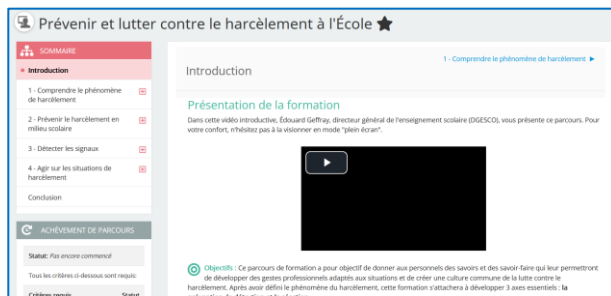 Prévenir et lutter contre le harcèlement à l'École
SOMMAIRE
Introduction
1 - Comprendre le phénomène
de harcèlement
2 - Prévenir le harcèlement en
milieu scolaire
3 - Détecter les signaux
4 - Agir sur les situations de
harcèlement
Conclusion
ACHÈVEMENT DE PARCOURS
Statut: Pas encore commencé
Tous les critères ci-dessous sont requis:
Critères requis Statut
1 - Comprendre le phénomène de harcèlement
Introduction
Présentation de la formation
Dans cette vidéo introductive, Édouard Geffray, directeur général de l'enseignement scolaire (DGESCO), vous présente ce parcours. Pour
votre confort, n'hésitez pas à la visionner en mode "plein écran".
Objectifs : Ce parcours de formation a pour objectif de donner aux personnels des savoirs et des savoir-faire qui leur permettront
de développer des gestes professionnels adaptés aux situations et de créer une culture commune de la lutte contre le
harcèlement. Après avoir défini le phénomène du harcèlement, cette formation s'attachera à développer 3 axes essentiels : la